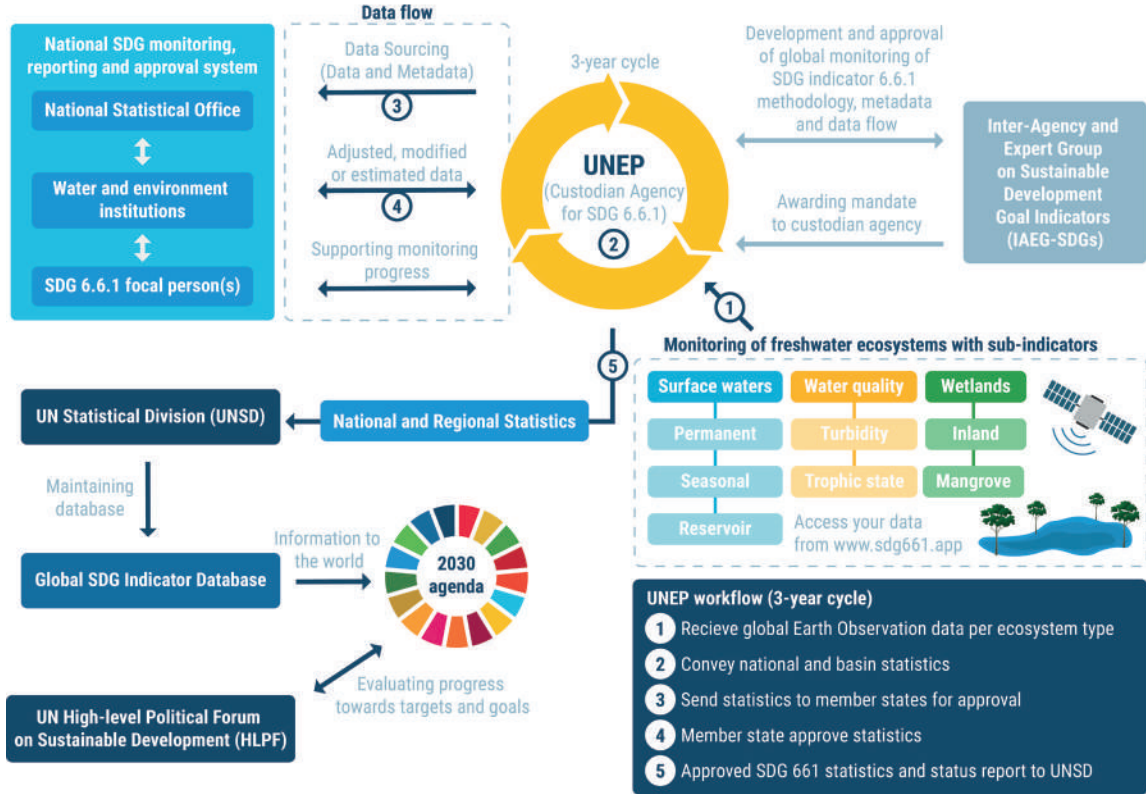 National SDG monitoring,
reporting and approval system
National Statistical Office
Water and environment
institutions
SDG 6.6.1 focal person(s)
Data flow
Data Sourcing
(Data and Metadata)
3
Adjusted, modified
or estimated data
4
Supporting monitoring
progress
3-year cycle
UNEP
(Custodian Agency
for SDG 6.6.1)
2
Development and approval
of global monitoring of
SDG indicator 6.6.1
methodology, metadata
and data flow
Awarding mandate
to custodian agency
Inter-Agency and
Expert Group
on Sustainable
Development
Goal Indicators
(IAEG-SDGs)
1
5
Monitoring of freshwater ecosystems with sub-indicators
Surface waters
Permanent
Seasonal
Reservoir
Water quality
Turbidity
Trophic state
Wetlands
Inland
Mangrove
Access your data
from www.sdg661.app
National and Regional Statistics
UN Statistical Division (UNSD)
Maintaining
database
Global SDG Indicator Database
Information to
the world
2030
agenda
Evaluating progress
towards targets and goals
UN High-level Political Forum
on Sustainable Development (HLPF)
UNEP workflow (3-year cycle)
1 Recieve global Earth Observation data per ecosystem type
2 Convey national and basin statistics
3 Send statistics to member states for approval
4 Member state approve statistics
5 Approved SDG 661 statistics and status report to UNSD